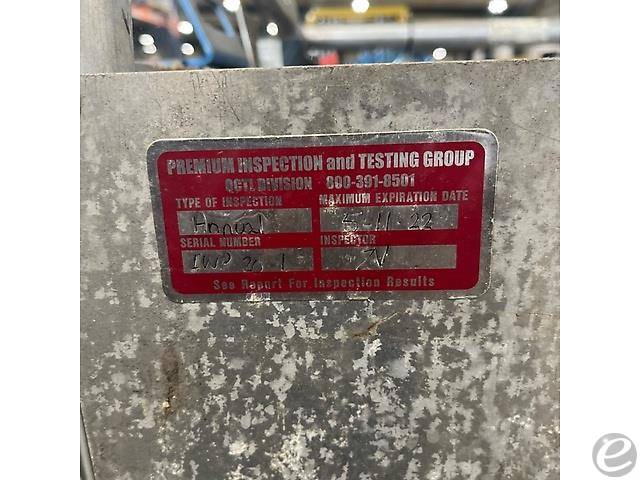 PREMIUM INSPECTION and TESTING GROUP
QCTL DIVISION 800-391-8501
TYPE OF INSPECTION MAXIMUM EXPIRATION DATE
Annual 5-11-22
SERIAL NUMBER INSPECTOR
See Report For Inspection Results
e